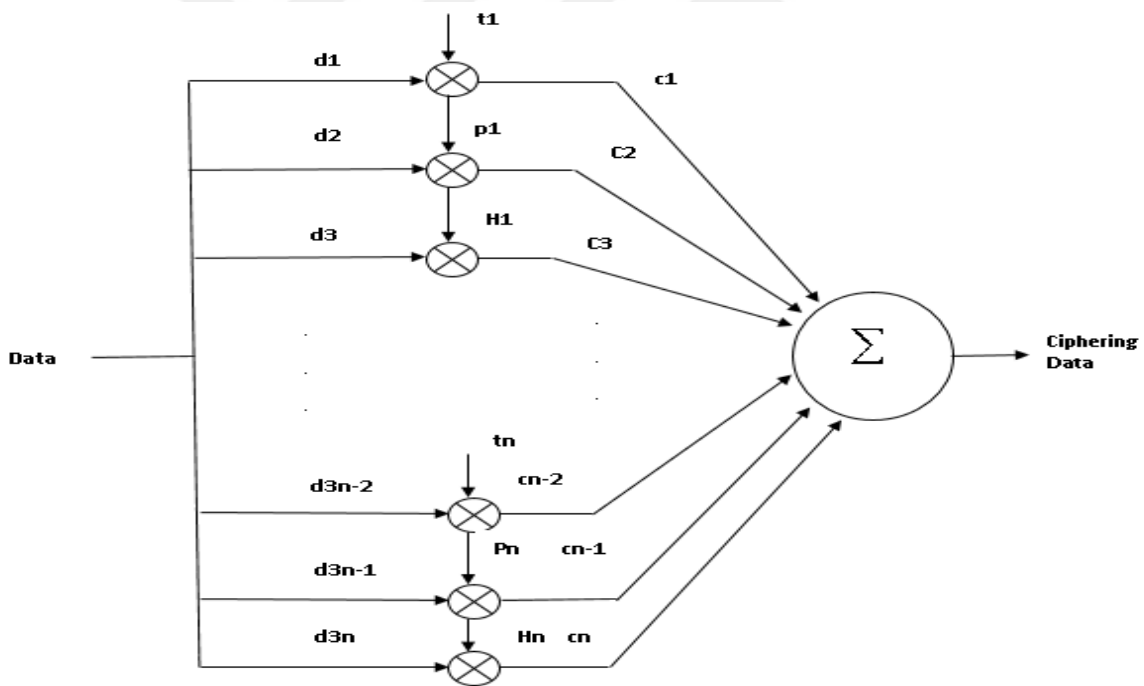 t1
d1
c1
p1
d2
C2
H1
d3
C3
Data
Σ
Ciphering
Data
tn
cn-2
d3n-2
Pn cn-1
d3n-1
d3n
Hn cn